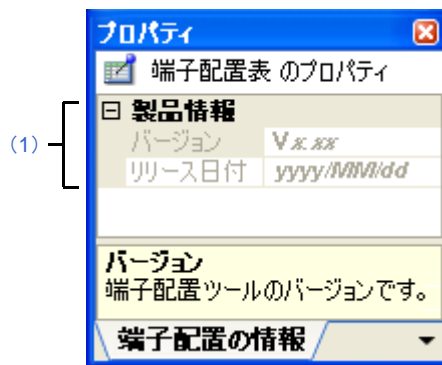 プロパティ
端子配置表 のプロパティ
(1)
製品情報
バージョン Vx.xx
リリース日付 yyyy/MM/dd
バージョン
端子配置ツールのバージョンです。
端子配置の情報